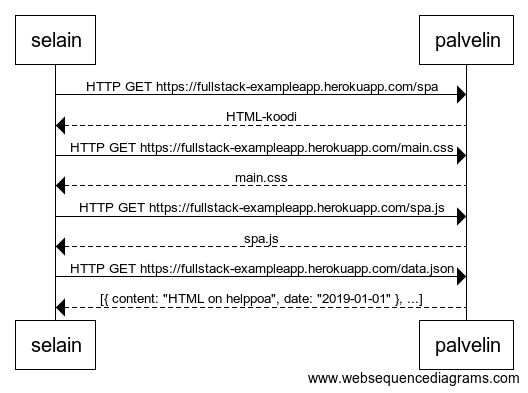 selain palvelin
HTTP GET https://fullstack-exampleapp.herokuapp.com/spa
HTML-koodi
HTTP GET https://fullstack-exampleapp.herokuapp.com/main.css
main.css
HTTP GET https://fullstack-exampleapp.herokuapp.com/spa.js
spa.js
HTTP GET https://fullstack-exampleapp.herokuapp.com/data.json
[{ content: "HTML on helppoa", date: "2019-01-01" }, ...]
selain palvelin
www.websequencediagrams.com